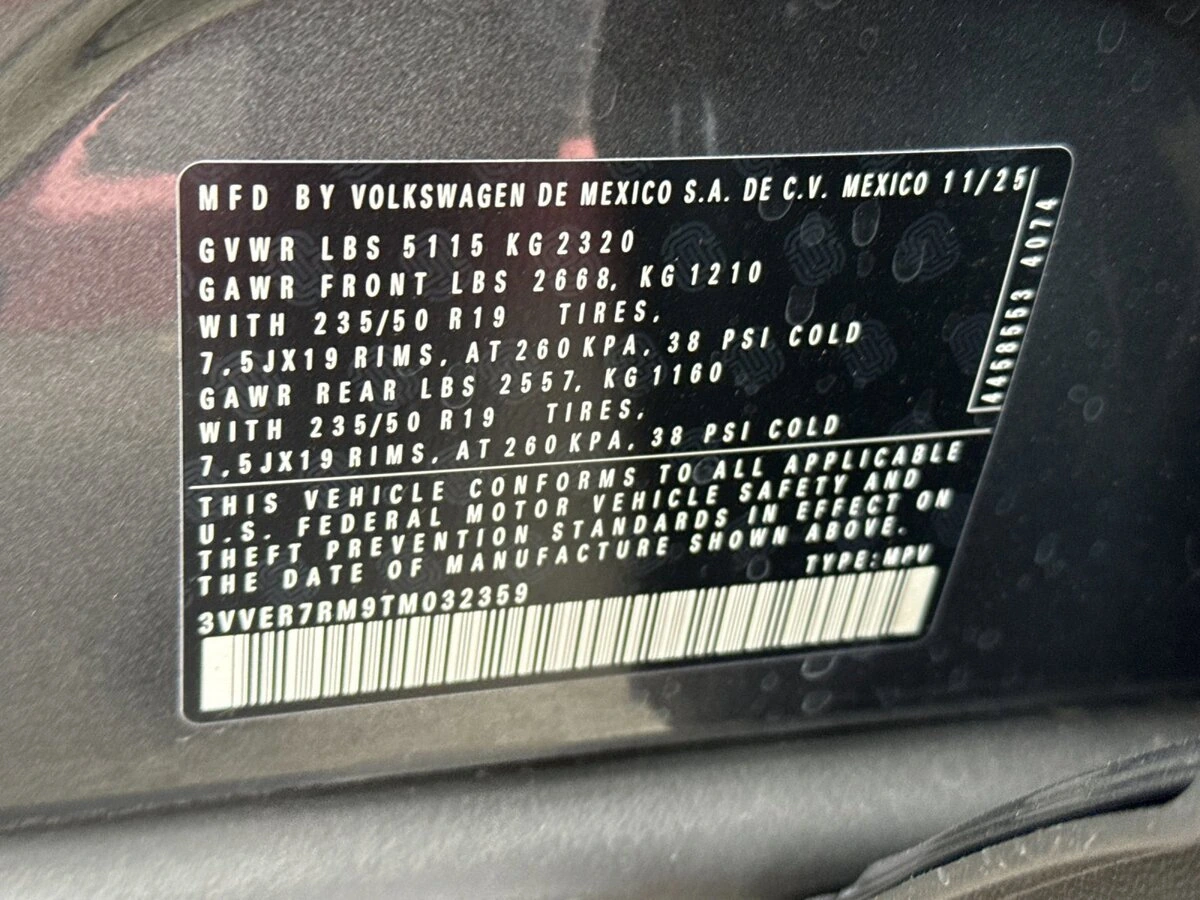 MFD BY VOLKSWAGEN DE MEXICO S.A. DE C.V. MEXICO 11/25
GVWR LBS 5115 KG 2320
GAWR FRONT LBS 2668, KG 1210
WITH 235/50 R19 TIRES,
7,5JX19 RIMS, AT 260 KPA, 38 PSI COLD
GAWR REAR LBS 2557, KG 1160
WITH 235/50 R19 TIRES,
7,5JX19 RIMS, AT 260 KPA, 38 PSI COLD
THIS VEHICLE CONFORMS TO ALL APPLICABLE
U.S. FEDERAL MOTOR VEHICLE SAFETY AND
THEFT PREVENTION STANDARDS IN EFFECT ON
THE DATE OF MANUFACTURE SHOWN ABOVE.
TYPE:MPV
3VVER7RM9TM032359
4074